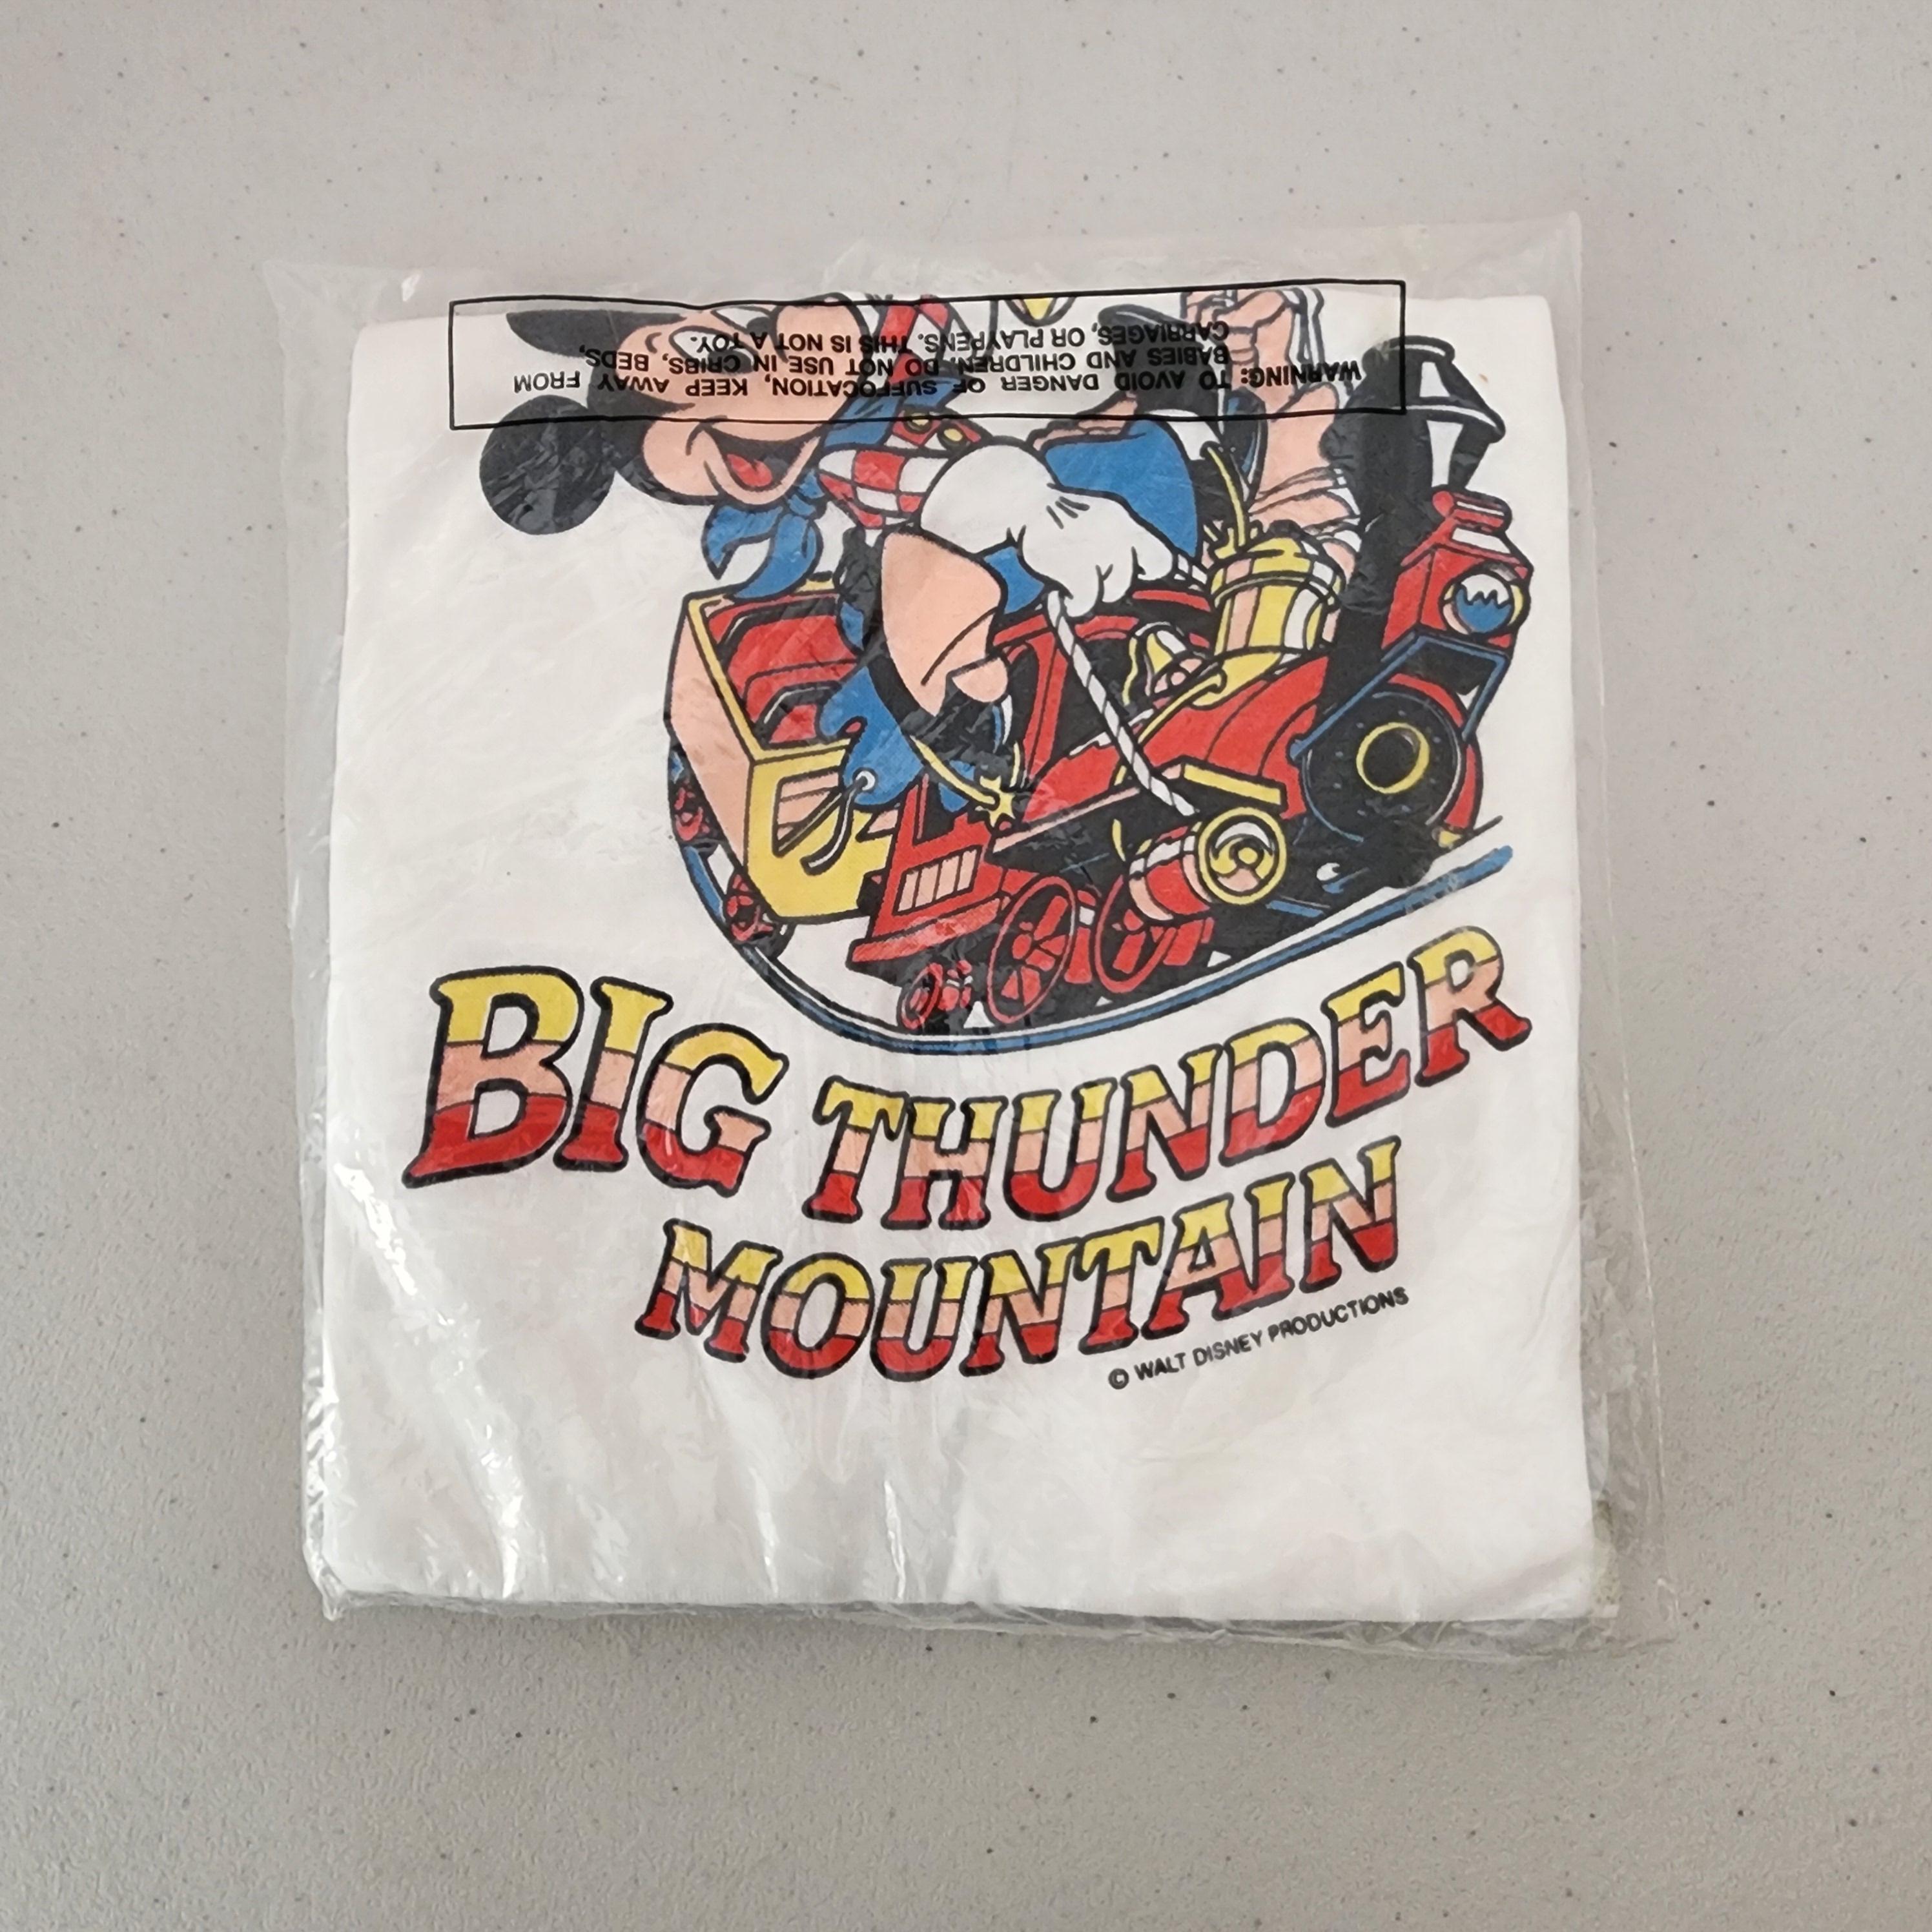 WARNING: TO AVOID DANGER OF SUFFOCATION, KEEP AWAY FROM
BABIES AND CHILDREN. DO NOT USE IN CRIBS, BEDS,
CARRIAGES, OR PLAYPENS. THIS IS NOT A TOY.
BIG THUNDER
MOUNTAIN
© WALT DISNEY PRODUCTIONS